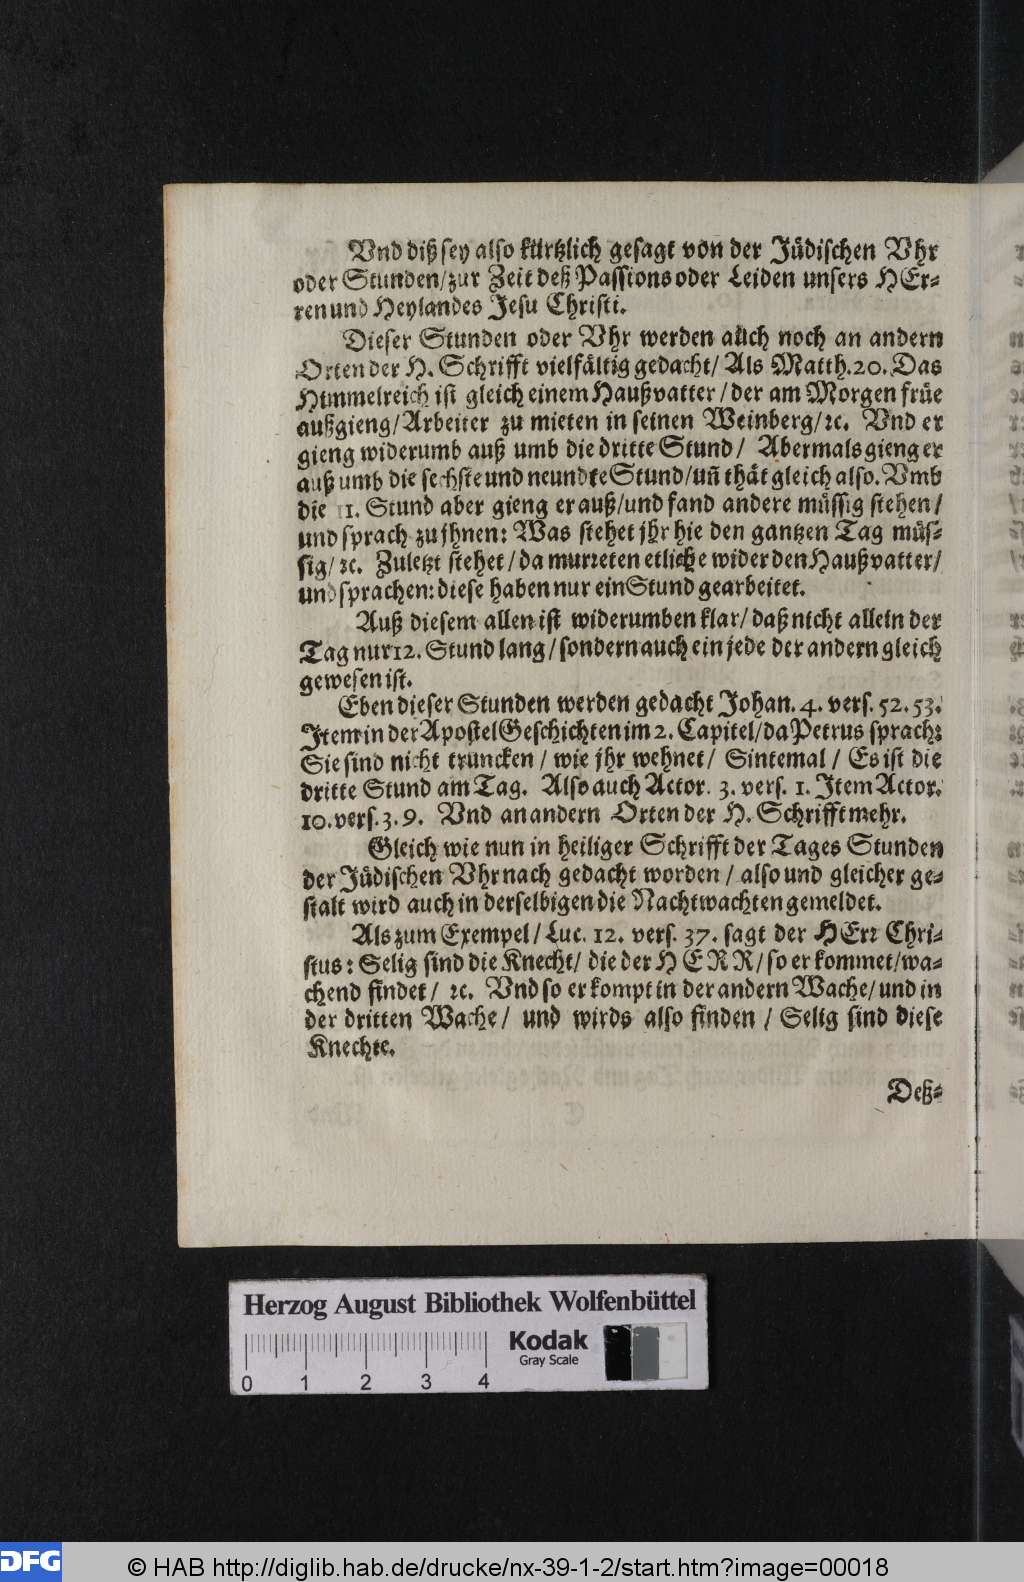 Vnd diß sey also kürtzlich gesagt von der Jüdischen Vhr
oder Stunden/ zur Zeit deß Passions oder Leiden unsers HEr-
ren und Heylandes Jesu Christi.
Dieser Stunden oder Vhr werden auch noch an andern
Orten der H. Schrifft vielfältig gedacht/ Als Matth. 20. Das
Himmelreich ist gleich einem Haußvatter/ der am Morgen früe
außgieng/ Arbeiter zu mieten in seinen Weinberg/ ꝛc. Vnd er
gieng widerumb auß umb die dritte Stund/ Abermals gieng er
auß umb die sechste und neundte Stund/ uñ thät gleich also. Vmb
die 11. Stund aber gieng er auß/ und fand andere müssig stehen/
und sprach zu jhnen: Was stehet jhr hie den gantzen Tag müs-
sig/ ꝛc. Zuletzt stehet/ da murreten etliche wider den Haußvatter/
und sprachen: diese haben nur ein Stund gearbeitet.
Auß diesem allen ist widerumben klar/ daß nicht allein der
Tag nur 12. Stund lang/ sondern auch ein jede der andern gleich
gewesen ist.
Eben dieser Stunden werden gedacht Johan. 4. vers. 52. 53.
Item in der Apostel Geschichten im 2. Capitel/ da Petrus sprach:
Sie sind nicht truncken/ wie jhr wehnet/ Sintemal/ Es ist die
dritte Stund am Tag. Also auch Actor. 3. vers. 1. Item Actor.
10. vers. 3. 9. Vnd an andern Orten der H. Schrifft mehr.
Gleich wie nun in heiliger Schrifft der Tages Stunden
der Jüdischen Vhr nach gedacht worden/ also und gleicher ge-
stalt wird auch in derselbigen die Nachtwachten gemeldet.
Als zum Exempel/ Luc. 12. vers. 37. sagt der HErr Chri-
stus: Selig sind die Knecht/ die der HERR/ so er kommet/ wa-
chend findet/ ꝛc. Vnd so er kompt in der andern Wache/ und in
der dritten Wache/ und wirds also finden/ Selig sind diese
Knechte.
Deß-
Herzog August Bibliothek Wolfenbüttel
Kodak
Gray Scale
0 1 2 3 4
DFG
© HAB http://diglib.hab.de/drucke/nx-39-1-2/start.htm?image=00018